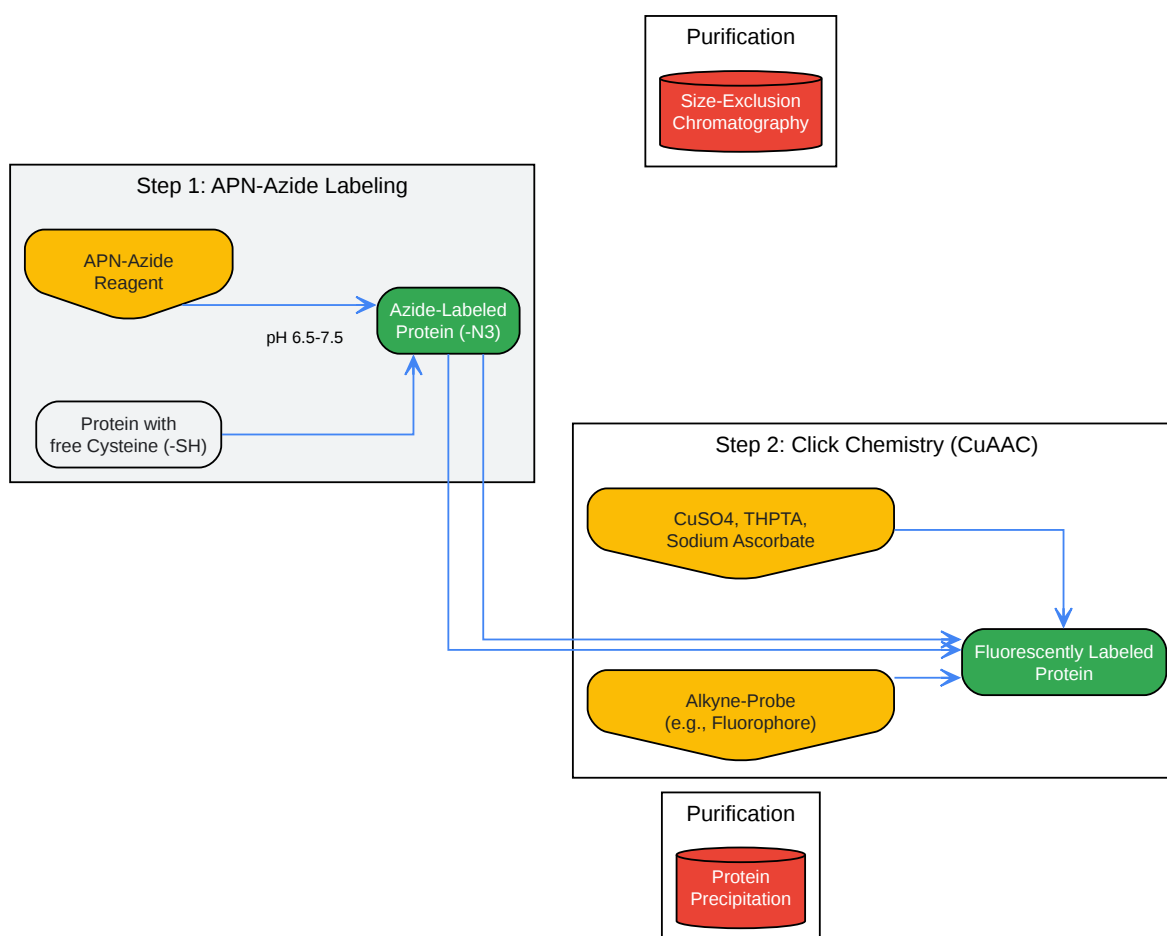 Purification
Size-Exclusion
Chromatography
Step 1: APN-Azide Labeling
APN-Azide
Reagent
Azide-Labeled
Protein (-N3)
pH 6.5-7.5
Protein with
free Cysteine (-SH)
Step 2: Click Chemistry (CuAAC)
CuSO4, THPTA,
Sodium Ascorbate
Fluorescently Labeled
Protein
Alkyne-Probe
(e.g., Fluorophore)
Purification
Protein
Precipitation